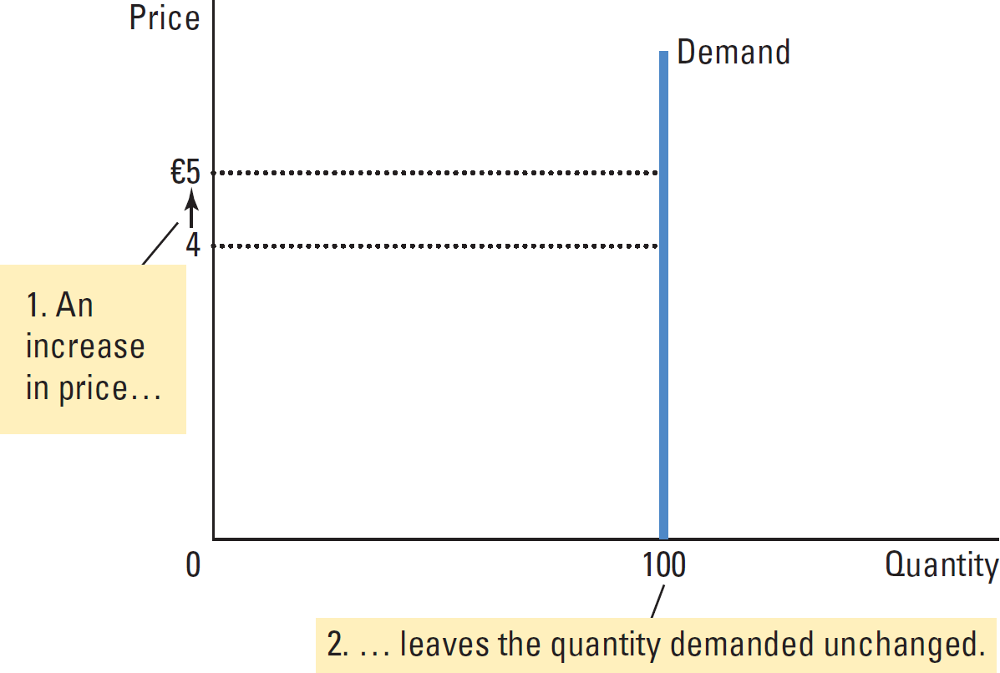 Price
Demand
€5
4
1. An
increase
in price…
0
100
Quantity
2. … leaves the quantity demanded unchanged.